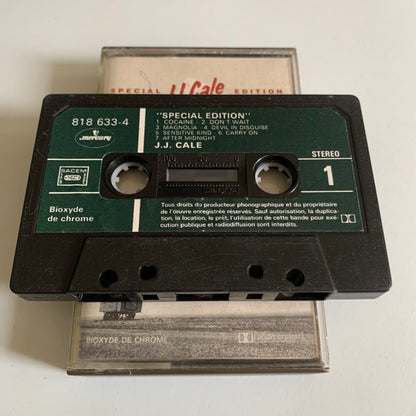 SPECIAL J.J. Cale EDITION
818 633-4
mercury
"SPECIAL EDITION"
1 COCAINE · 2 DON'T WAIT
3 MAGNOLIA · 4 DEVIL IN DISGUISE
5 SENSITIVE KIND · 6 CARRY ON
7 AFTER MIDNIGHT
J.J. CALE
STEREO
1
SACEM
Bioxyde
de chrome
Tous droits du producteur phonographique et du propriétaire
de l'œuvre enregistrée réservés. Sauf autorisation, la duplica-
tion, la location, le prêt, l'utilisation de cette bande pour exé-
cution publique et radiodiffusion sont interdits.
BIOXYDE DE CHROME